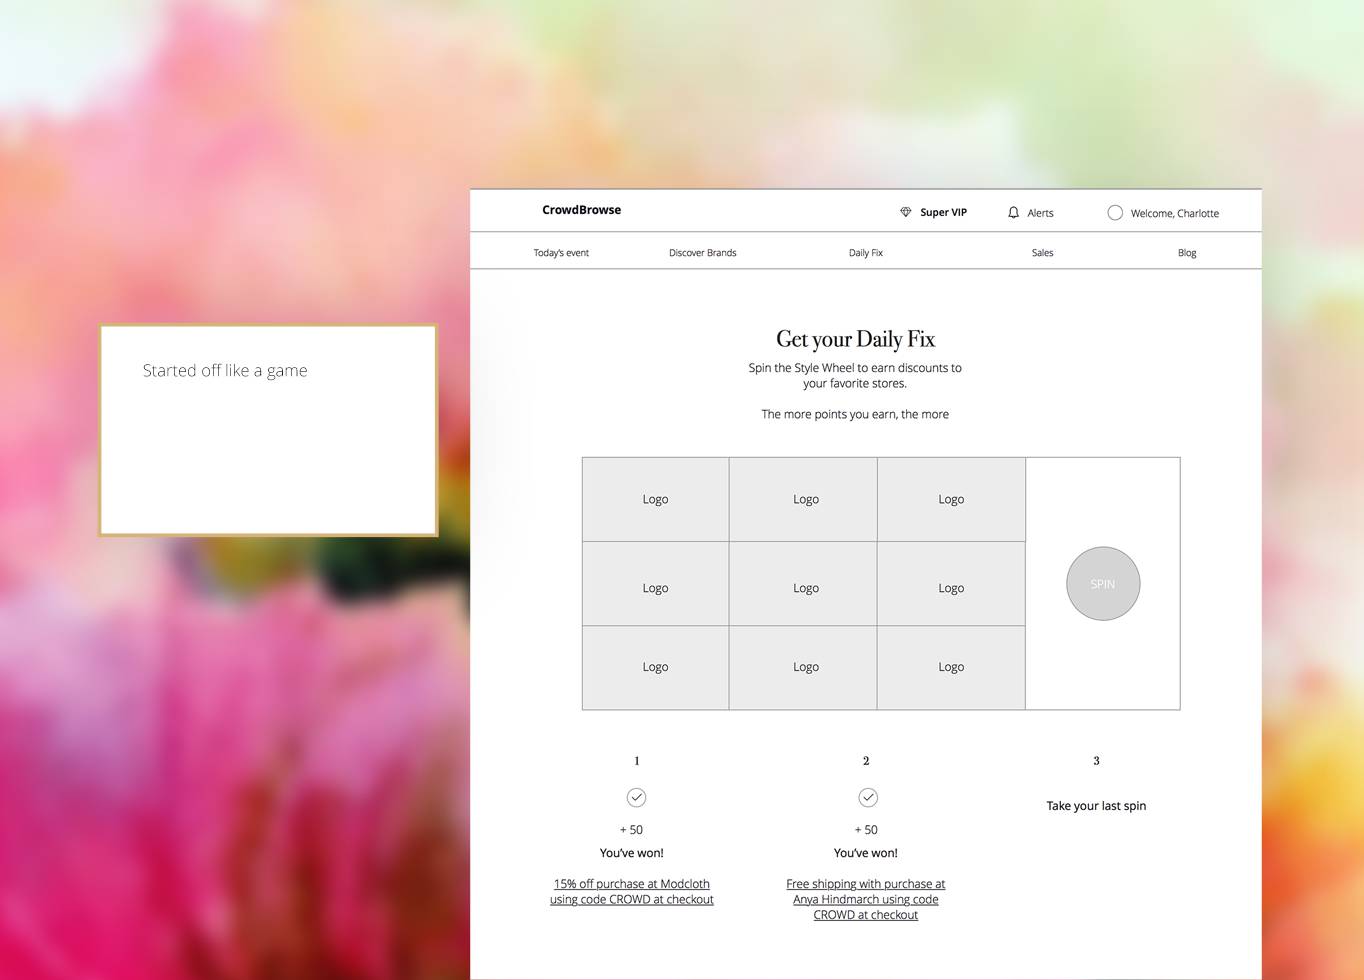 Started off like a game
CrowdBrowse
Super VIP
Alerts
Welcome, Charlotte
Today's event
Discover Brands
Daily Fix
Sales
Blog
Get your Daily Fix
Spin the Style Wheel to earn discounts to
your favorite stores.
The more points you earn, the more
Logo
Logo
Logo
Logo
Logo
Logo
Logo
Logo
Logo
SPIN
1
+ 50
You've won!
15% off purchase at Modcloth
using code CROWD at checkout
2
+ 50
You've won!
Free shipping with purchase at
Anya Hindmarch using code
CROWD at checkout
3
Take your last spin